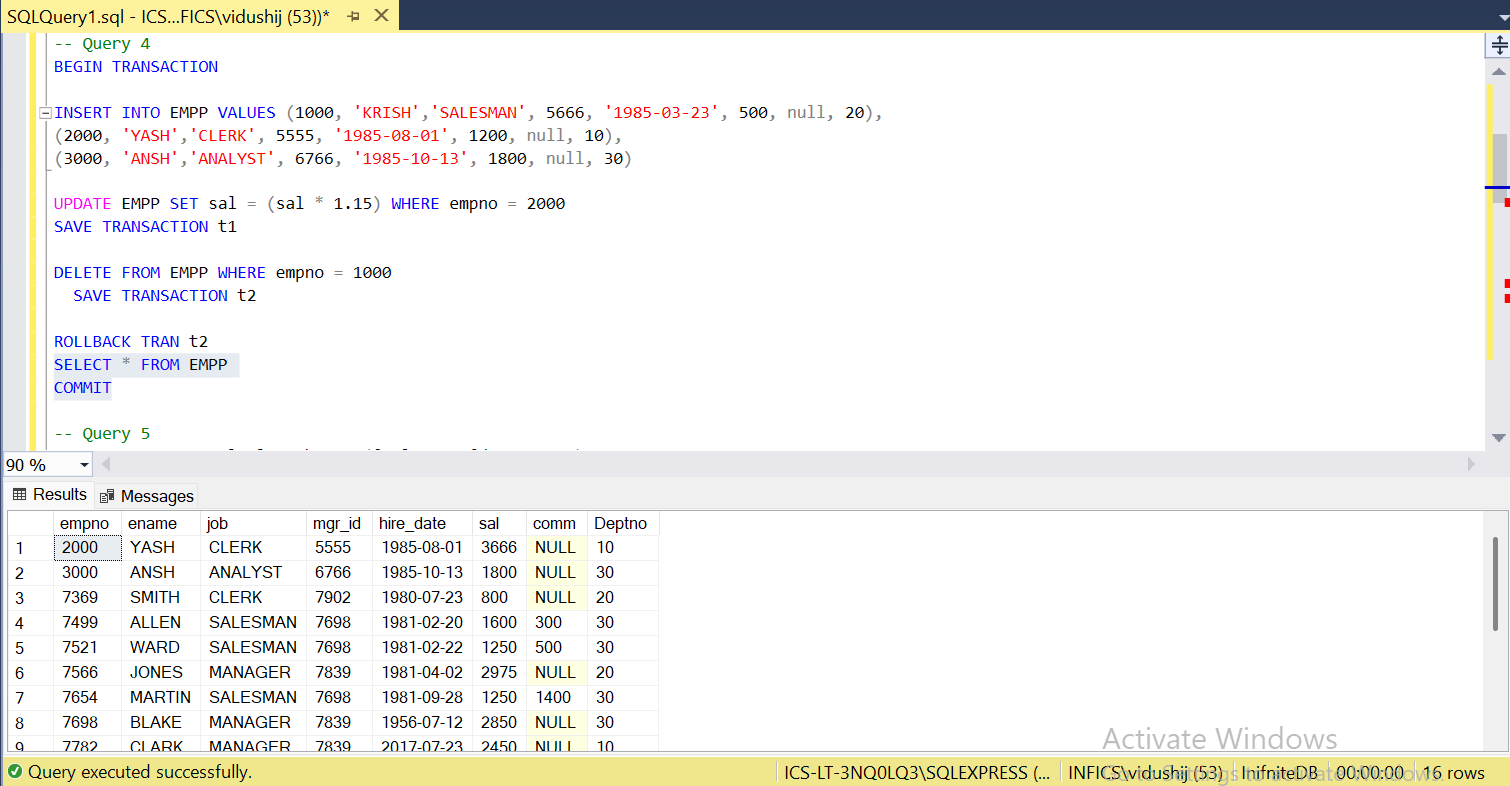 SQLQuery1.sql - ICS...FICS\vidushij (53))*
-- Query 4
BEGIN TRANSACTION
INSERT INTO EMPP VALUES (1000, 'KRISH','SALESMAN', 5666, '1985-03-23', 500, null, 20),
(2000, 'YASH','CLERK', 5555, '1985-08-01', 1200, null, 10),
(3000, 'ANSH','ANALYST', 6766, '1985-10-13', 1800, null, 30)
UPDATE EMPP SET sal = (sal * 1.15) WHERE empno = 2000
SAVE TRANSACTION t1
DELETE FROM EMPP WHERE empno = 1000
SAVE TRANSACTION t2
ROLLBACK TRAN t2
SELECT * FROM EMPP
COMMIT
-- Query 5
90 %
Results Messages
empno ename job mgr_id hire_date sal comm Deptno
1 2000 YASH CLERK 5555 1985-08-01 3666 NULL 10
2 3000 ANSH ANALYST 6766 1985-10-13 1800 NULL 30
3 7369 SMITH CLERK 7902 1980-07-23 800 NULL 20
4 7499 ALLEN SALESMAN 7698 1981-02-20 1600 300 30
5 7521 WARD SALESMAN 7698 1981-02-22 1250 500 30
6 7566 JONES MANAGER 7839 1981-04-02 2975 NULL 20
7 7654 MARTIN SALESMAN 7698 1981-09-28 1250 1400 30
8 7698 BLAKE MANAGER 7839 1956-07-12 2850 NULL 30
9 7782 CLARK MANAGER 7839 2017-07-23 2450 NULL 10
Activate Windows
Go to Settings to activate Windows.
Query executed successfully. ICS-LT-3NQ0LQ3\SQLEXPRESS (... INFICS\vidushij (53) InifniteDB 00:00:00 16 rows